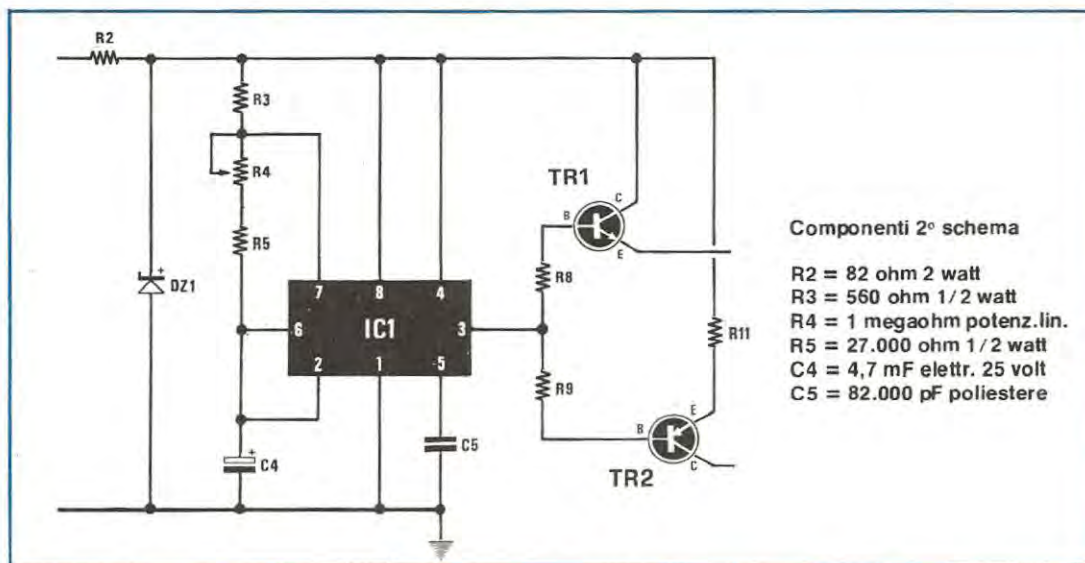 R2
R3
R4
R5
DZ1
C4
7
8
4
6
IC1
3
2
1
5
C5
R8
R9
TR1
B
C
E
R11
TR2
B
E
C
Componenti 2º schema
R2 = 82 ohm 2 watt
R3 = 560 ohm 1/2 watt
R4 = 1 megaohm potenz.lin.
R5 = 27.000 ohm 1/2 watt
C4 = 4,7 mF elettr. 25 volt
C5 = 82.000 pF poliestere